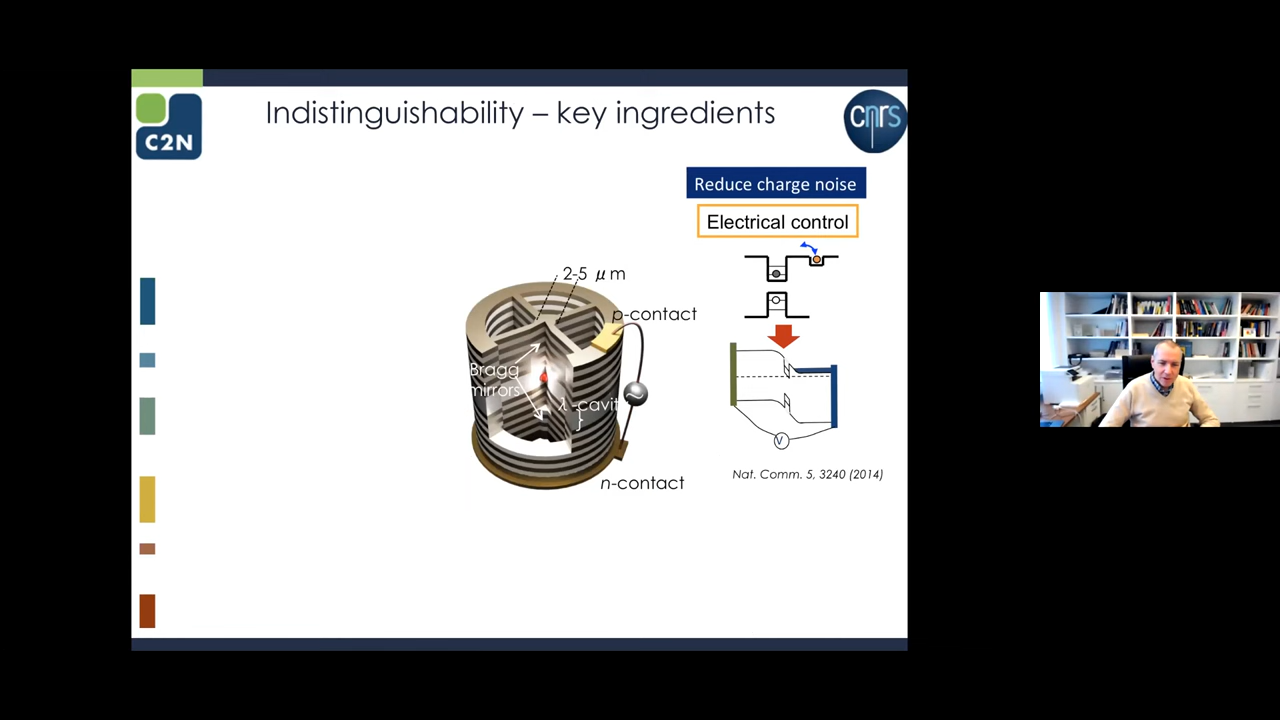 Indistinguishability – key ingredients
C2N
cnrs
Reduce charge noise
Electrical control
2-5 μm
p-contact
Bragg
mirrors
λ-cavity
}
n-contact
V
Nat. Comm. 5, 3240 (2014)